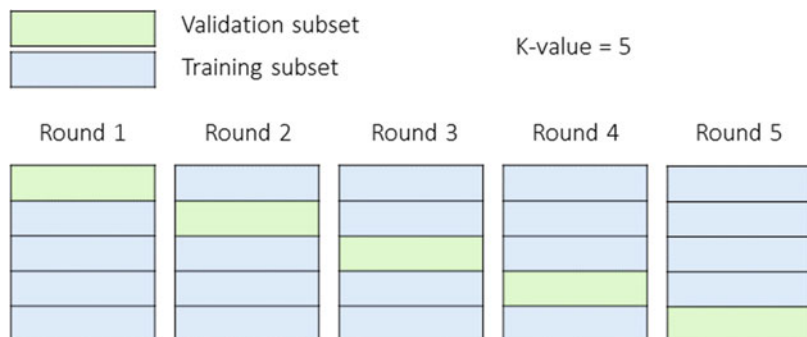 Validation subset
Training subset
K-value = 5
Round 1
Round 2
Round 3
Round 4
Round 5